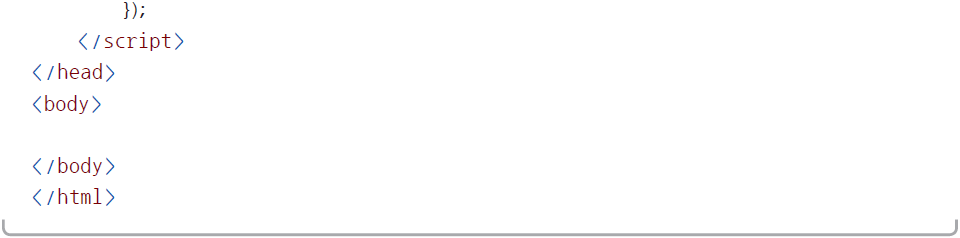 });
</script>
</head>
<body>
</body>
</html>